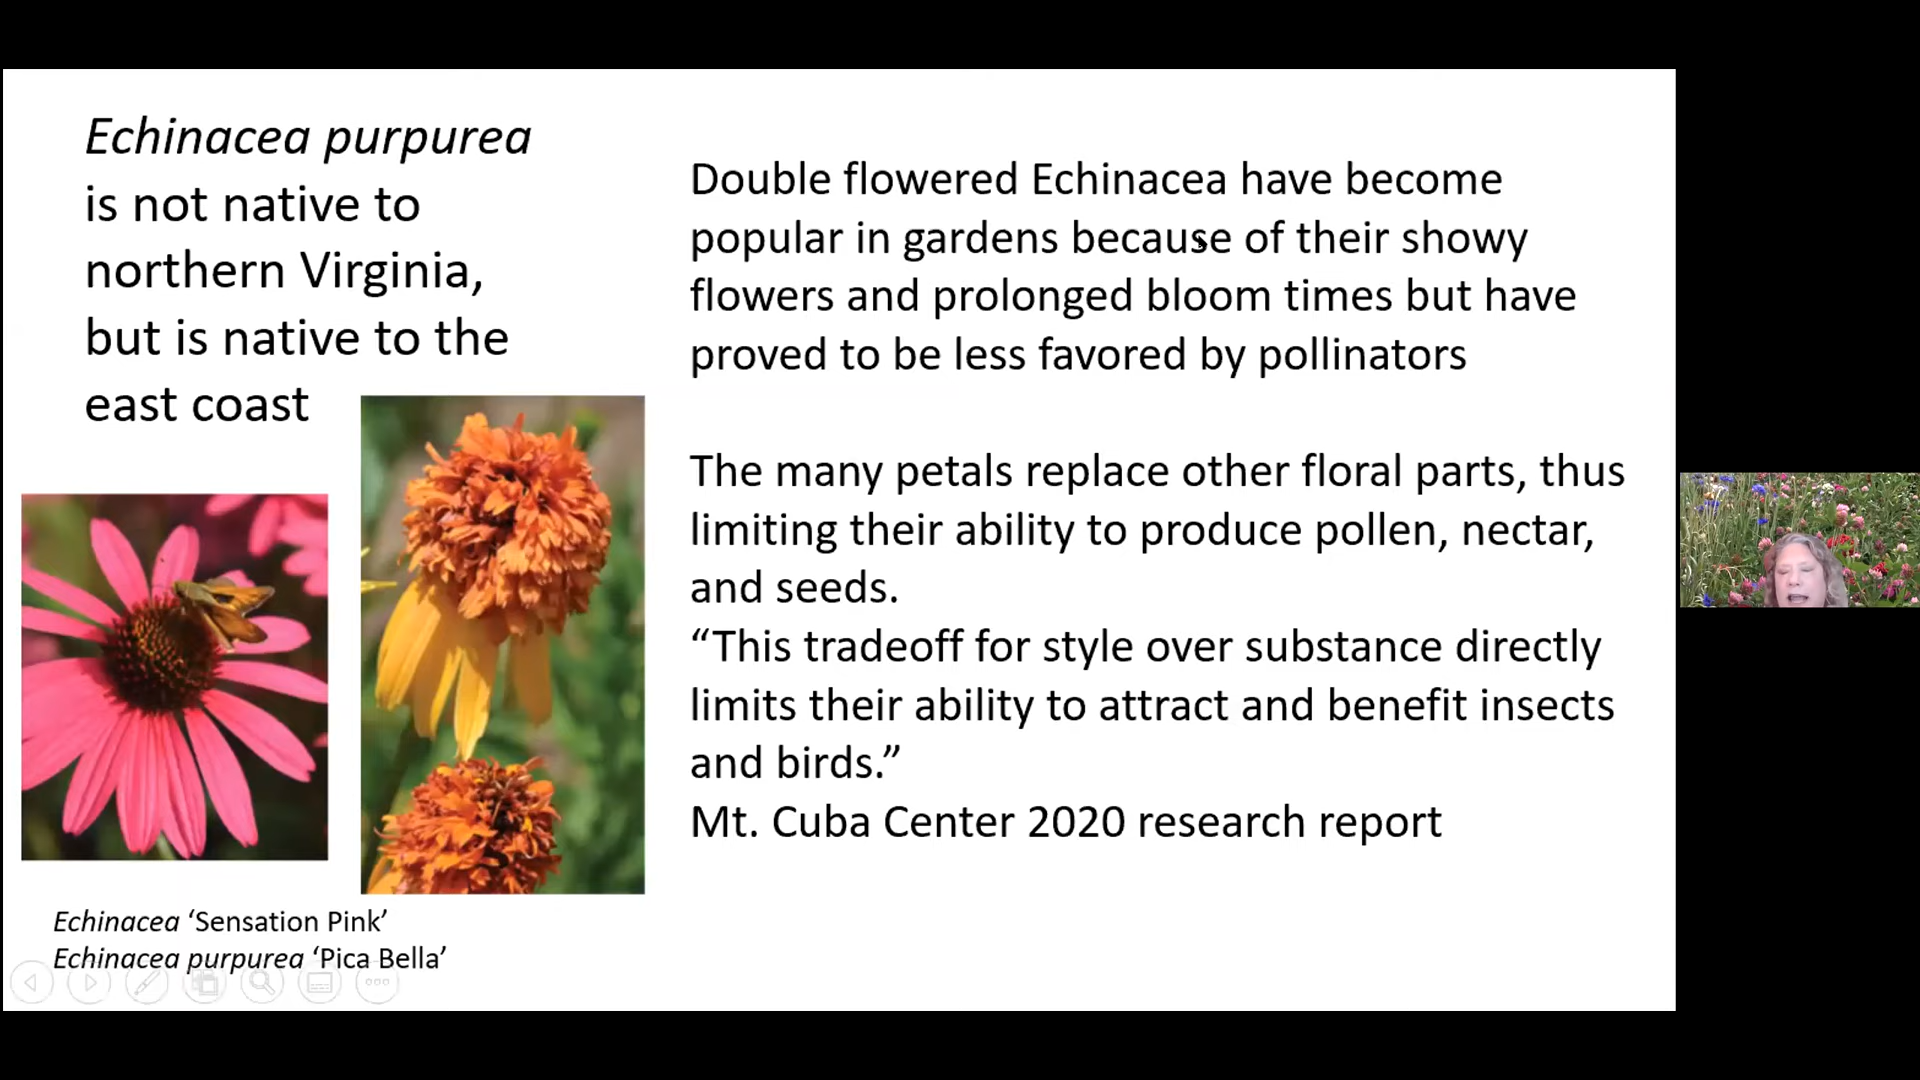 Echinacea purpurea
is not native to
northern Virginia,
but is native to the
east coast
Double flowered Echinacea have become
popular in gardens because of their showy
flowers and prolonged bloom times but have
proved to be less favored by pollinators
The many petals replace other floral parts, thus
limiting their ability to produce pollen, nectar,
and seeds.
“This tradeoff for style over substance directly
limits their ability to attract and benefit insects
and birds.”
Mt. Cuba Center 2020 research report
Echinacea ‘Sensation Pink’
Echinacea purpurea ‘Pica Bella’